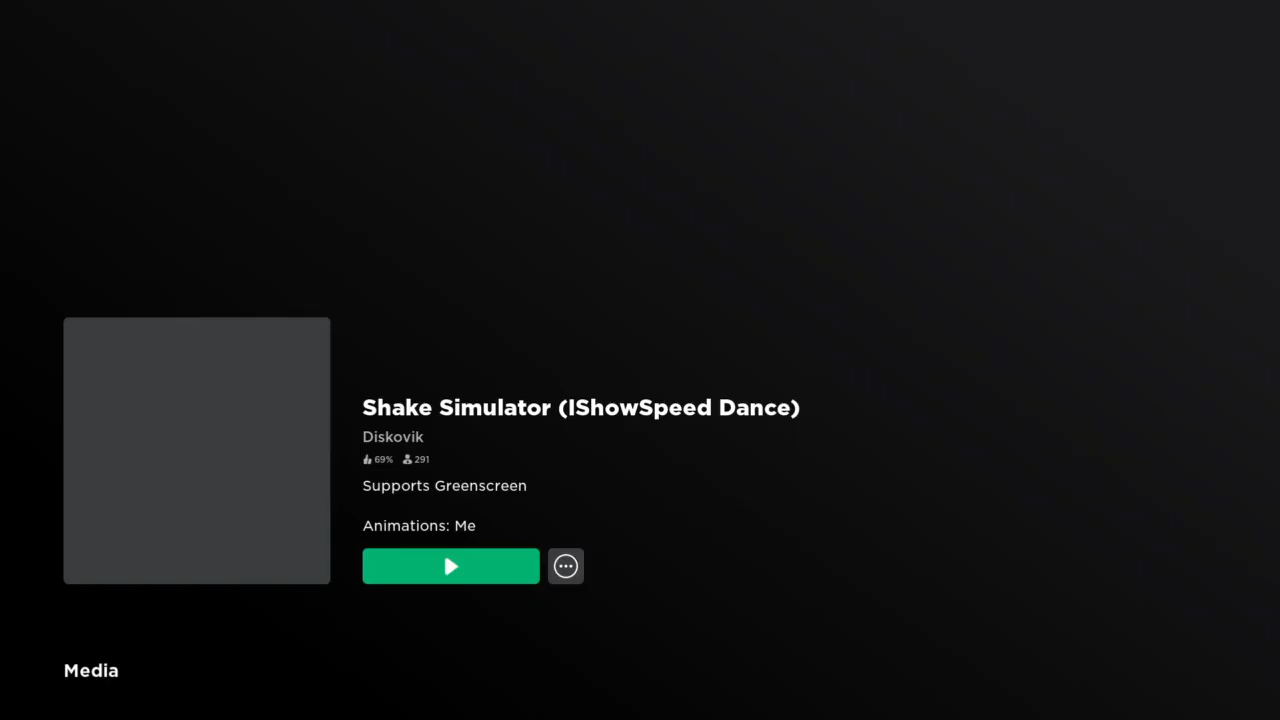 Shake Simulator (IShowSpeed Dance)
Diskovik
69% 291
Supports Greenscreen
Animations: Me
Media